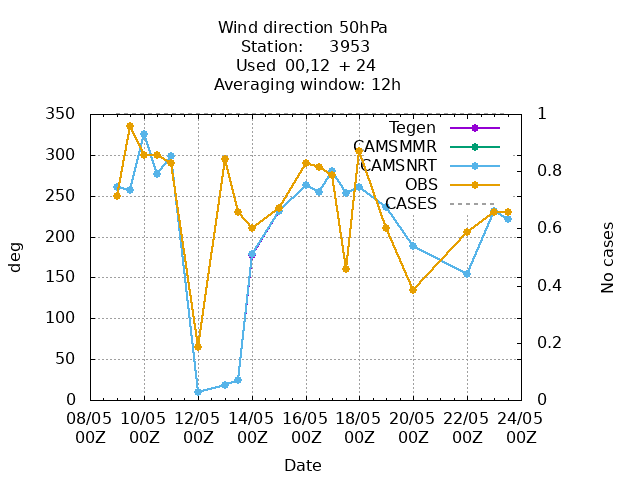 Wind direction 50hPa
Station: 3953
Used 00,12 + 24
Averaging window: 12h
350
300
250
200
150
100
50
0
1
0.8
0.6
0.4
0.2
0
deg
No cases
Tegen
CAMSMMR
CAMSNRT
OBS
CASES
08/05 10/05 12/05 14/05 16/05 18/05 20/05 22/05 24/05
00Z 00Z 00Z 00Z 00Z 00Z 00Z 00Z 00Z
Date